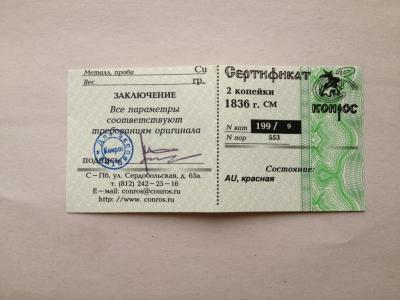 Металл, проба Cu
Вес гр.
ЗАКЛЮЧЕНИЕ
Все параметры
соответствуют
требованиям оригинала
Конрос
подпись
С-Пб, ул. Сердобольская, д. 65а.
т. (812) 242-25-16
E-mail: conros@conros.ru
http://www.conros.ru
Сертификат
2 копейки
1836 г. СМ
КОНРОС
N кат 199 / 9
N пор 553
Состояние:
AU, красная